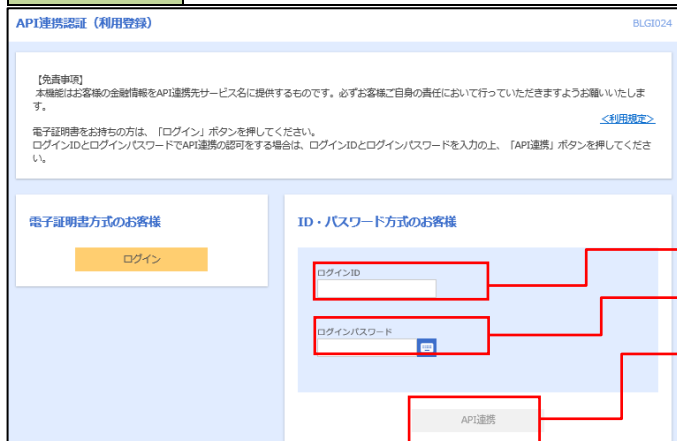 API連携認証（利用登録）
BLGI024
【免責事項】
本機能はお客様の金融情報をAPI連携先サービス名に提供するものです。必ずお客様ご自身の責任において行っていただきますようお願いいたしま
す。
<利用規定>
電子証明書をお持ちの方は、「ログイン」ボタンを押してください。
ログインIDとログインパスワードでAPI連携の認可をする場合は、ログインIDとログインパスワードを入力の上、「API連携」ボタンを押してくださ
い。
電子証明書方式のお客様
ID・パスワード方式のお客様
ログイン
ログインID
ログインパスワード
API連携